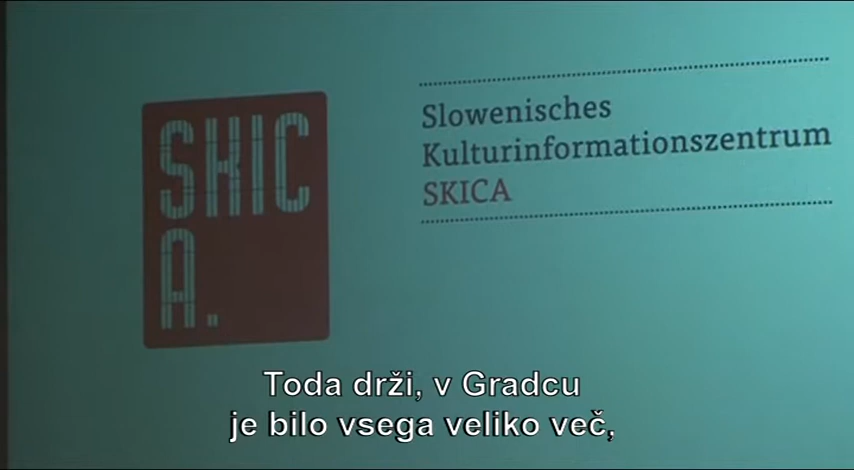 SKIC
A.
Slowenisches
Kulturinformationszentrum
SKICA
Toda drži, v Gradcu
je bilo vsega veliko več,